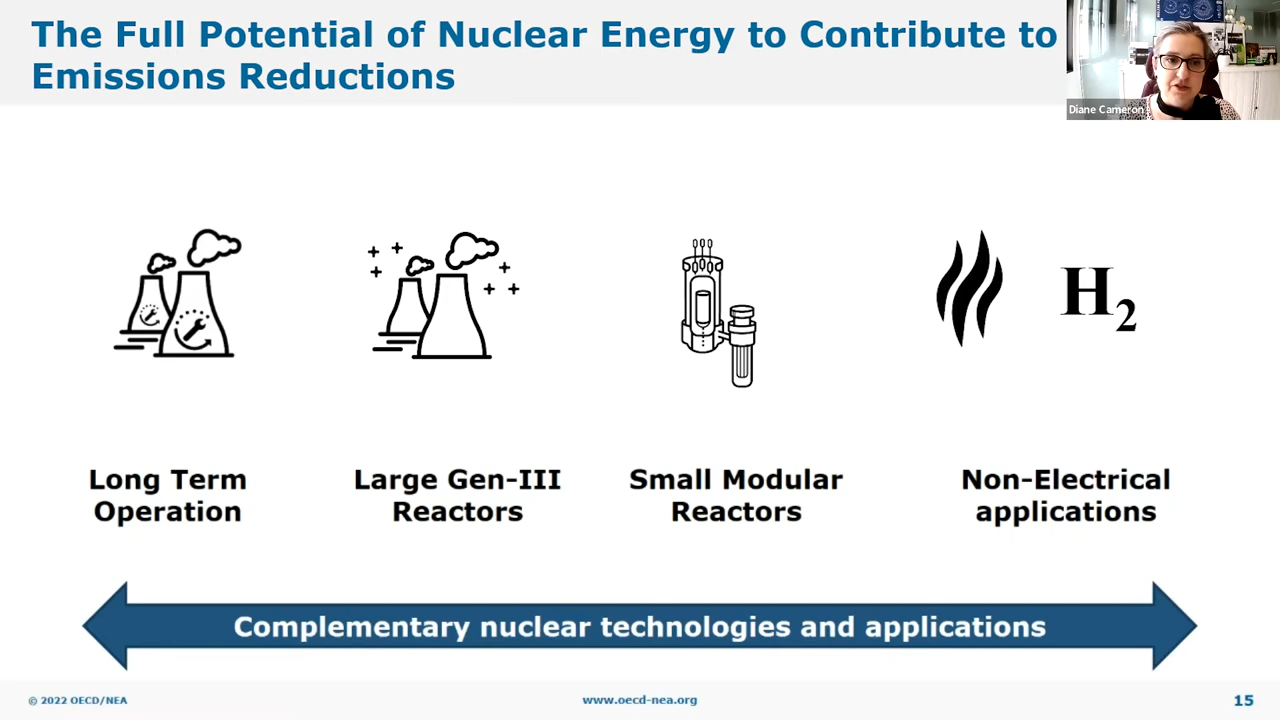 The Full Potential of Nuclear Energy to Contribute to
Emissions Reductions
Diane Cameron
H₂
Long Term
Operation
Large Gen-III
Reactors
Small Modular
Reactors
Non-Electrical
applications
Complementary nuclear technologies and applications
© 2022 OECD/NEA
www.oecd-nea.org
15